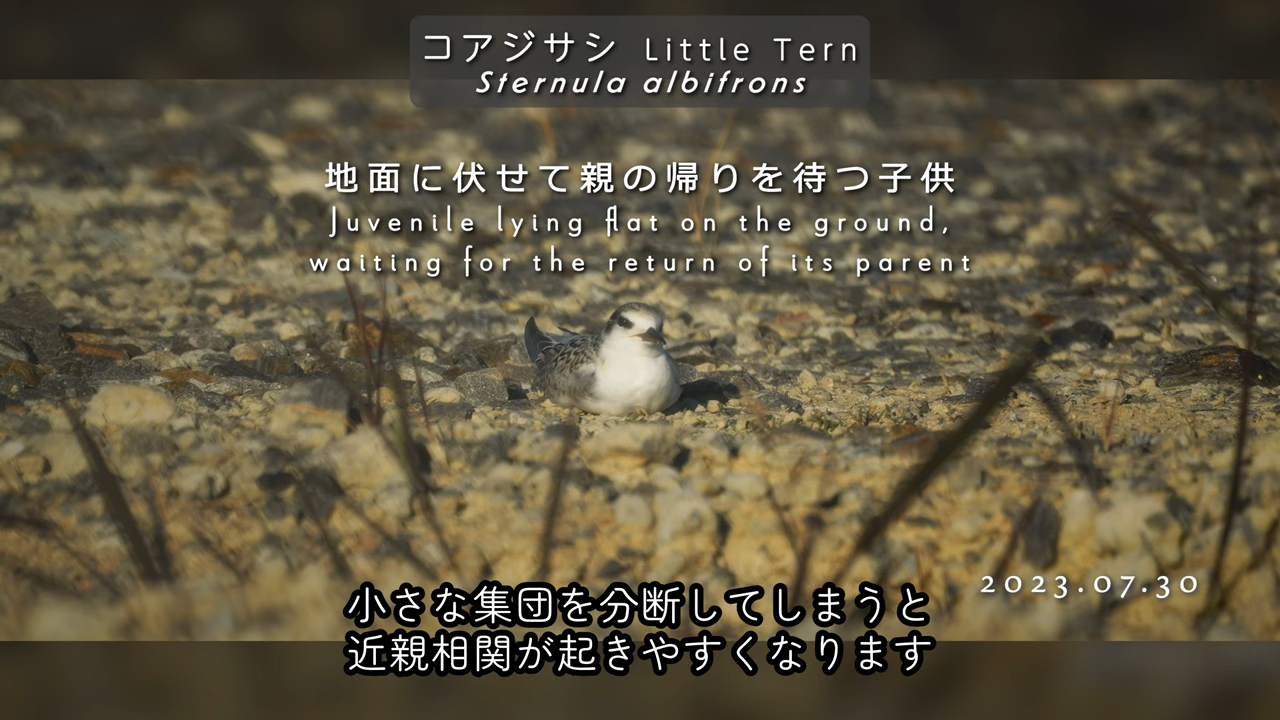 コアジサシ Little Tern
Sternula albifrons
地面に伏せて親の帰りを待つ子供
Juvenile lying flat on the ground,
waiting for the return of its parent
2023.07.30
小さな集団を分断してしまうと
近親相関が起きやすくなります